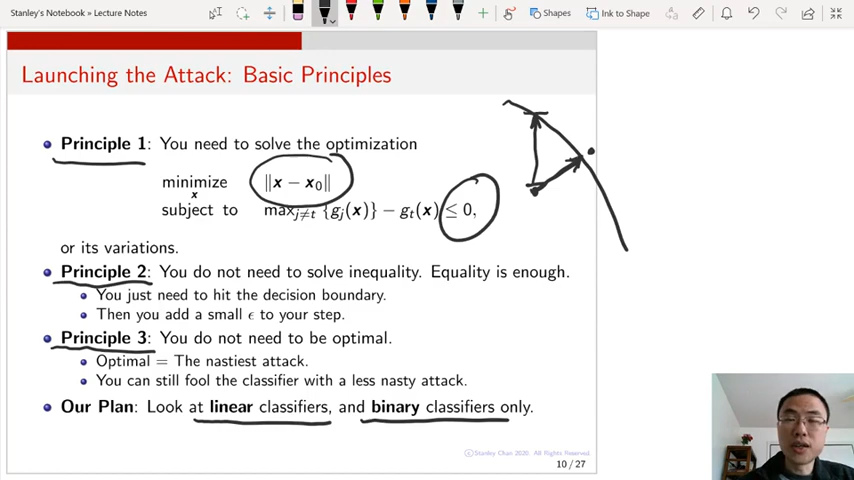 Stanley's Notebook » Lecture Notes
Shapes
Ink to Shape
Launching the Attack: Basic Principles
Principle 1: You need to solve the optimization
minimize ‖x − x₀‖
x
subject to max_{j≠t} {g_j(x)} − g_t(x) ≤ 0,
or its variations.
Principle 2: You do not need to solve inequality. Equality is enough.
You just need to hit the decision boundary.
Then you add a small ϵ to your step.
Principle 3: You do not need to be optimal.
Optimal = The nastiest attack.
You can still fool the classifier with a less nasty attack.
Our Plan: Look at linear classifiers, and binary classifiers only.
©Stanley Chan 2020. All Rights Reserved.
10 / 27